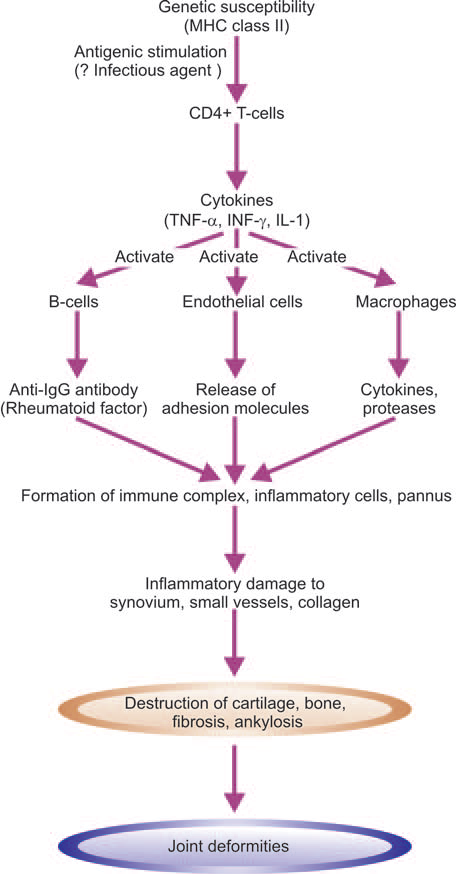 Genetic susceptibility
(MHC class II)
Antigenic stimulation
(? Infectious agent )
CD4+ T-cells
Cytokines
(TNF-α, INF-γ, IL-1)
Activate
Activate
Activate
B-cells
Endothelial cells
Macrophages
Anti-IgG antibody
(Rheumatoid factor)
Release of
adhesion molecules
Cytokines,
proteases
Formation of immune complex, inflammatory cells, pannus
Inflammatory damage to
synovium, small vessels, collagen
Destruction of cartilage, bone,
fibrosis, ankylosis
Joint deformities